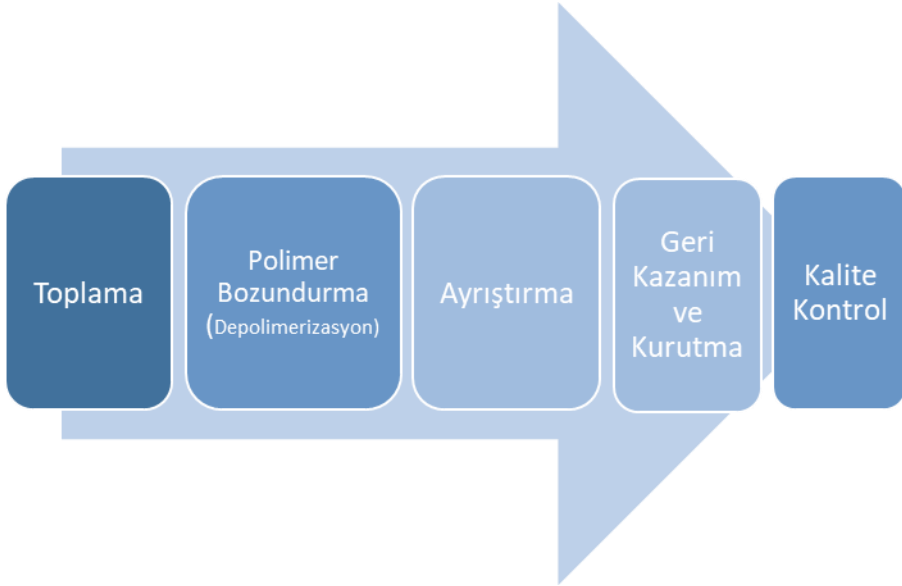 Toplama
Polimer
Bozundurma
(Depolimerizasyon)
Ayrıştırma
Geri
Kazanım
ve
Kurutma
Kalite
Kontrol